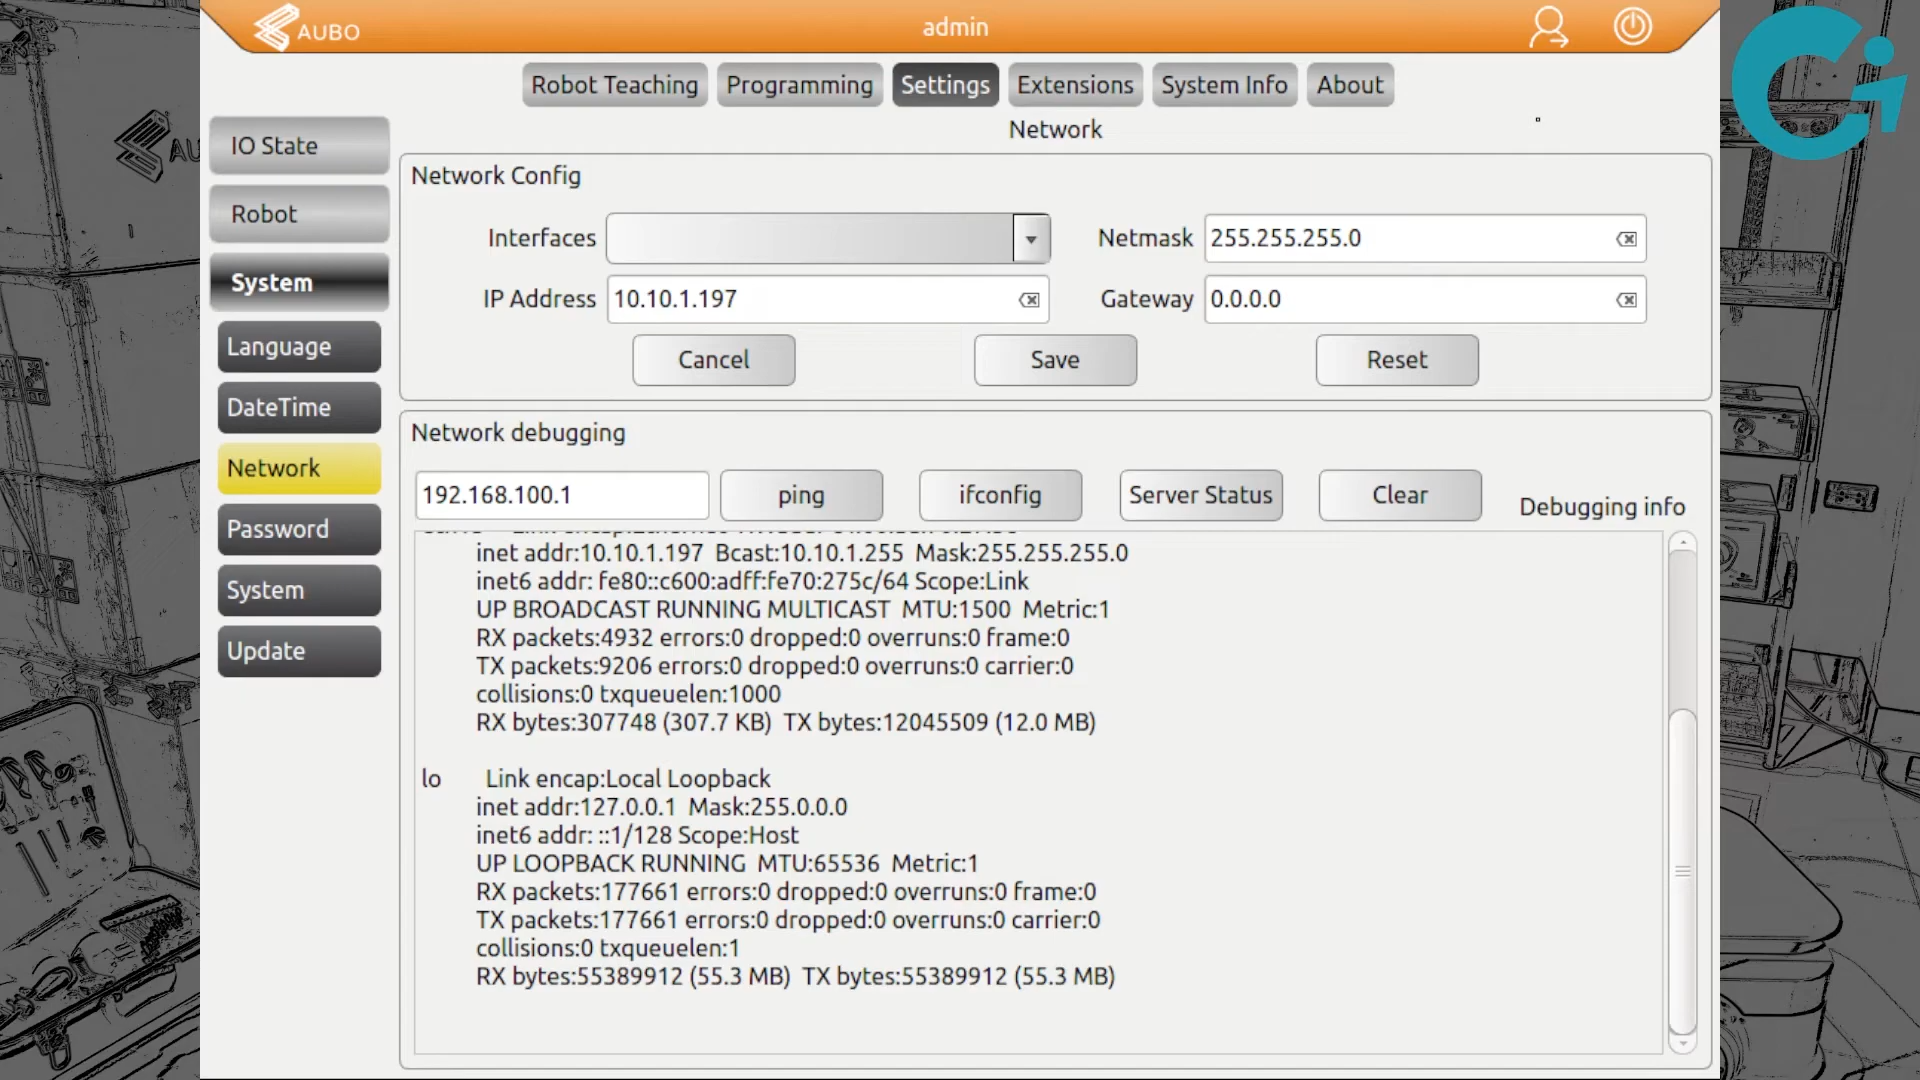 AUBO
admin
Robot Teaching
Programming
Settings
Extensions
System Info
About
Network
IO State
Robot
System
Language
DateTime
Network
Password
System
Update
Network Config
Interfaces
Netmask 255.255.255.0
IP Address 10.10.1.197
Gateway 0.0.0.0
Cancel
Save
Reset
Network debugging
192.168.100.1
ping
ifconfig
Server Status
Clear
Debugging info
inet addr:10.10.1.197 Bcast:10.10.1.255 Mask:255.255.255.0
inet6 addr: fe80::c600:adff:fe70:275c/64 Scope:Link
UP BROADCAST RUNNING MULTICAST MTU:1500 Metric:1
RX packets:4932 errors:0 dropped:0 overruns:0 frame:0
TX packets:9206 errors:0 dropped:0 overruns:0 carrier:0
collisions:0 txqueuelen:1000
RX bytes:307748 (307.7 KB) TX bytes:12045509 (12.0 MB)
lo Link encap:Local Loopback
inet addr:127.0.0.1 Mask:255.0.0.0
inet6 addr: ::1/128 Scope:Host
UP LOOPBACK RUNNING MTU:65536 Metric:1
RX packets:177661 errors:0 dropped:0 overruns:0 frame:0
TX packets:177661 errors:0 dropped:0 overruns:0 carrier:0
collisions:0 txqueuelen:1
RX bytes:55389912 (55.3 MB) TX bytes:55389912 (55.3 MB)